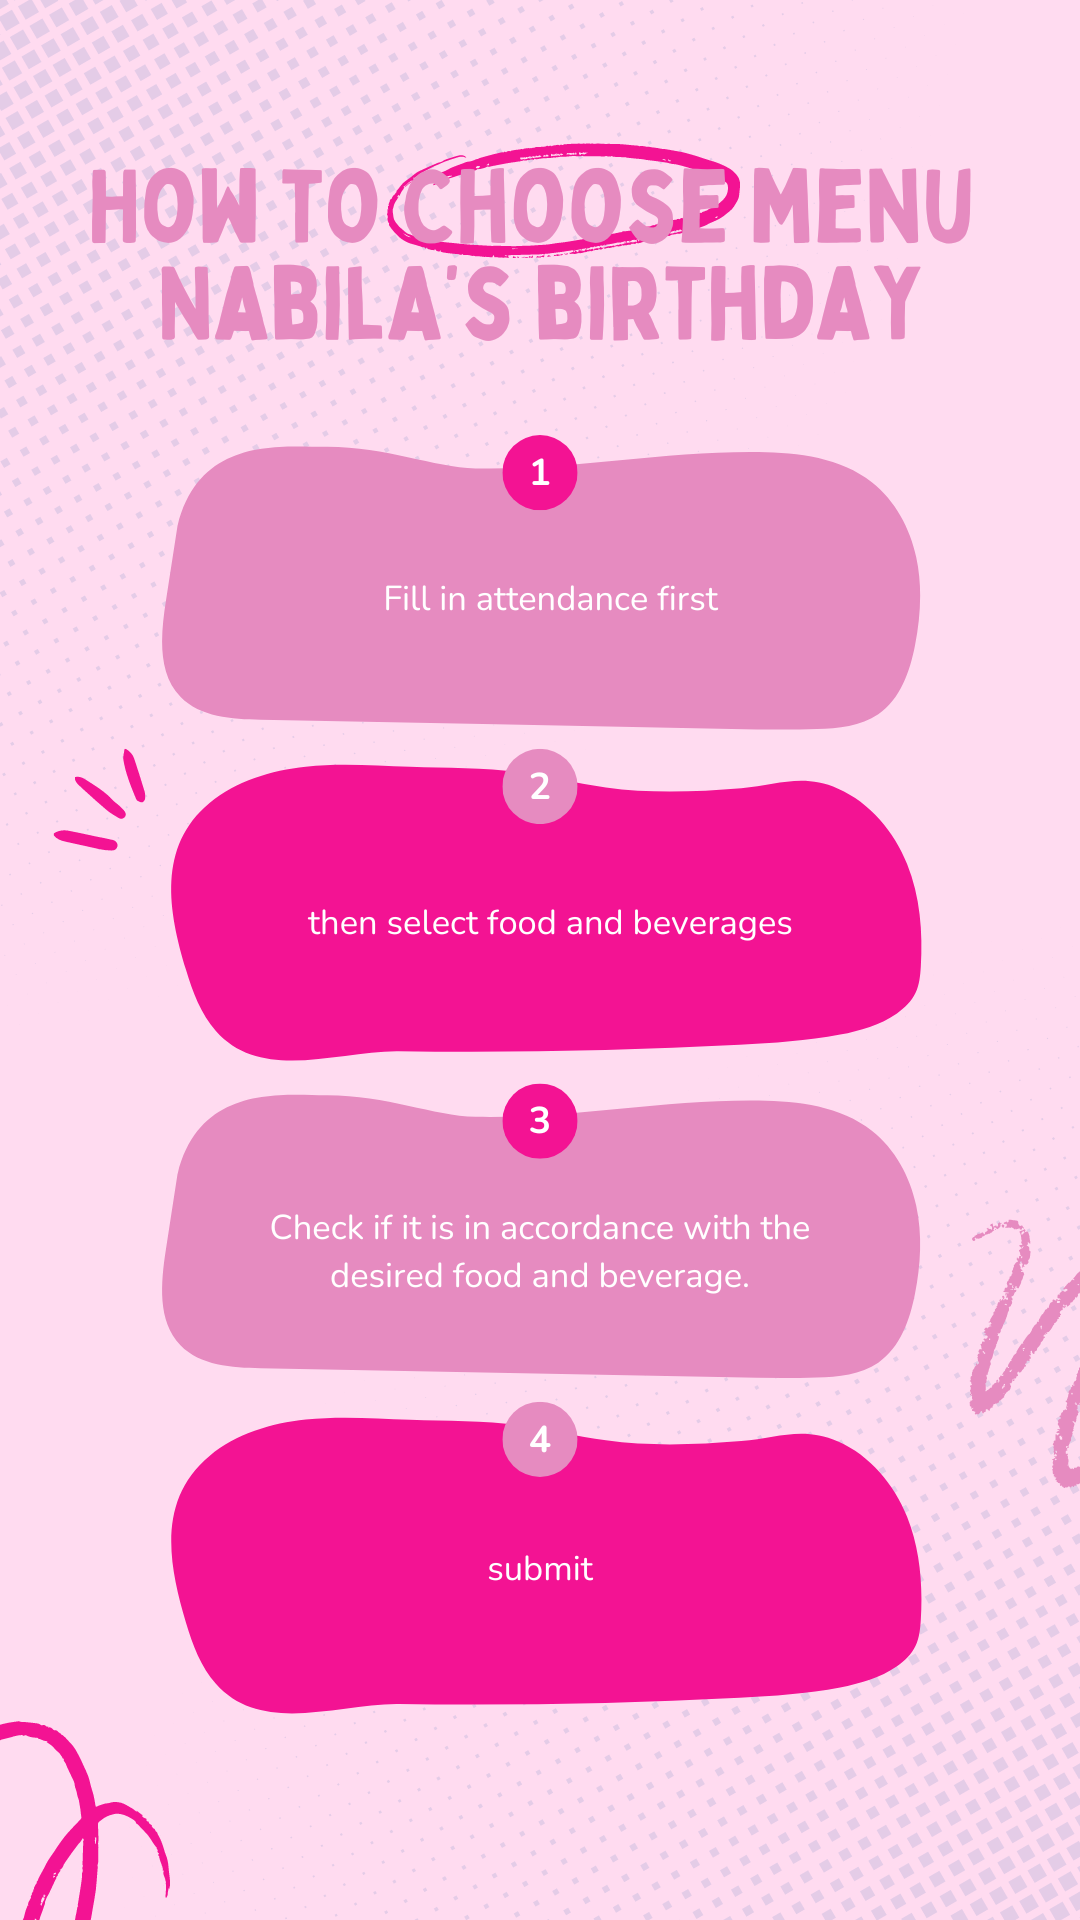 HOW TO CHOOSE MENU
NABILA'S BIRTHDAY
1
Fill in attendance first
2
then select food and beverages
3
Check if it is in accordance with the
desired food and beverage.
4
submit